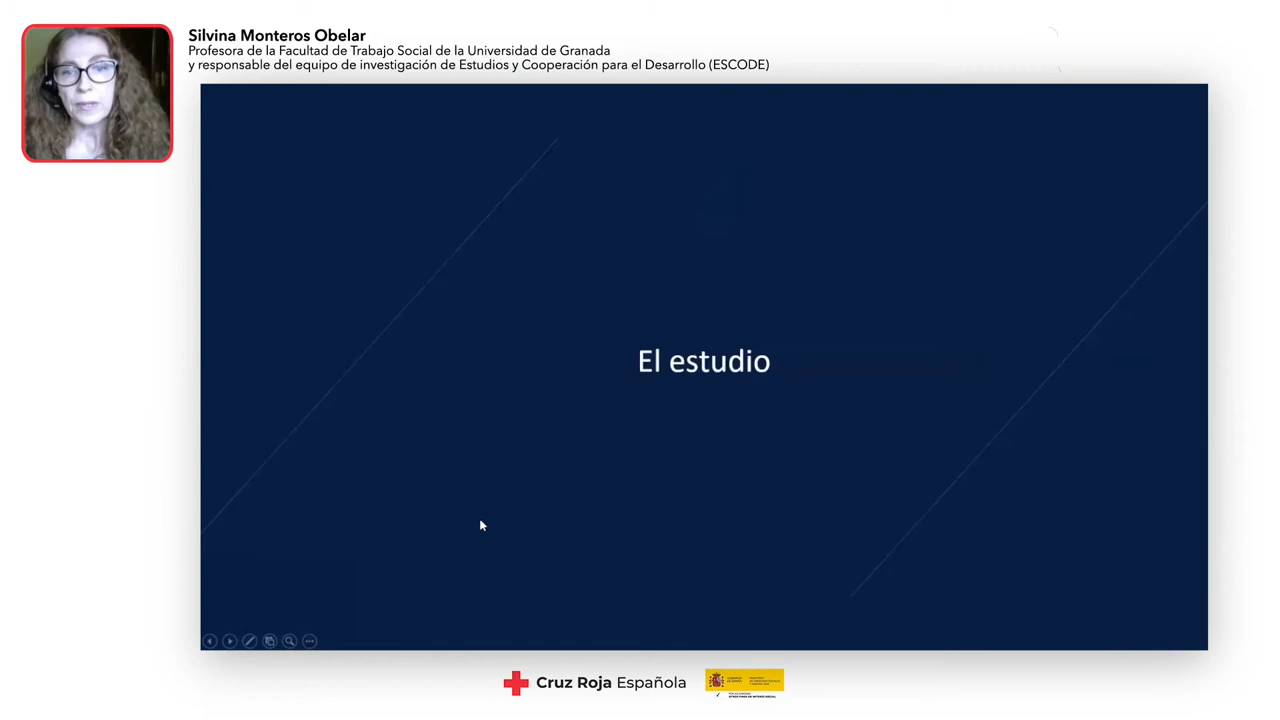 Silvina Monteros Obelar
Profesora de la Facultad de Trabajo Social de la Universidad de Granada
y responsable del equipo de investigación de Estudios y Cooperación para el Desarrollo (ESCODE)
El estudio
Cruz Roja Española